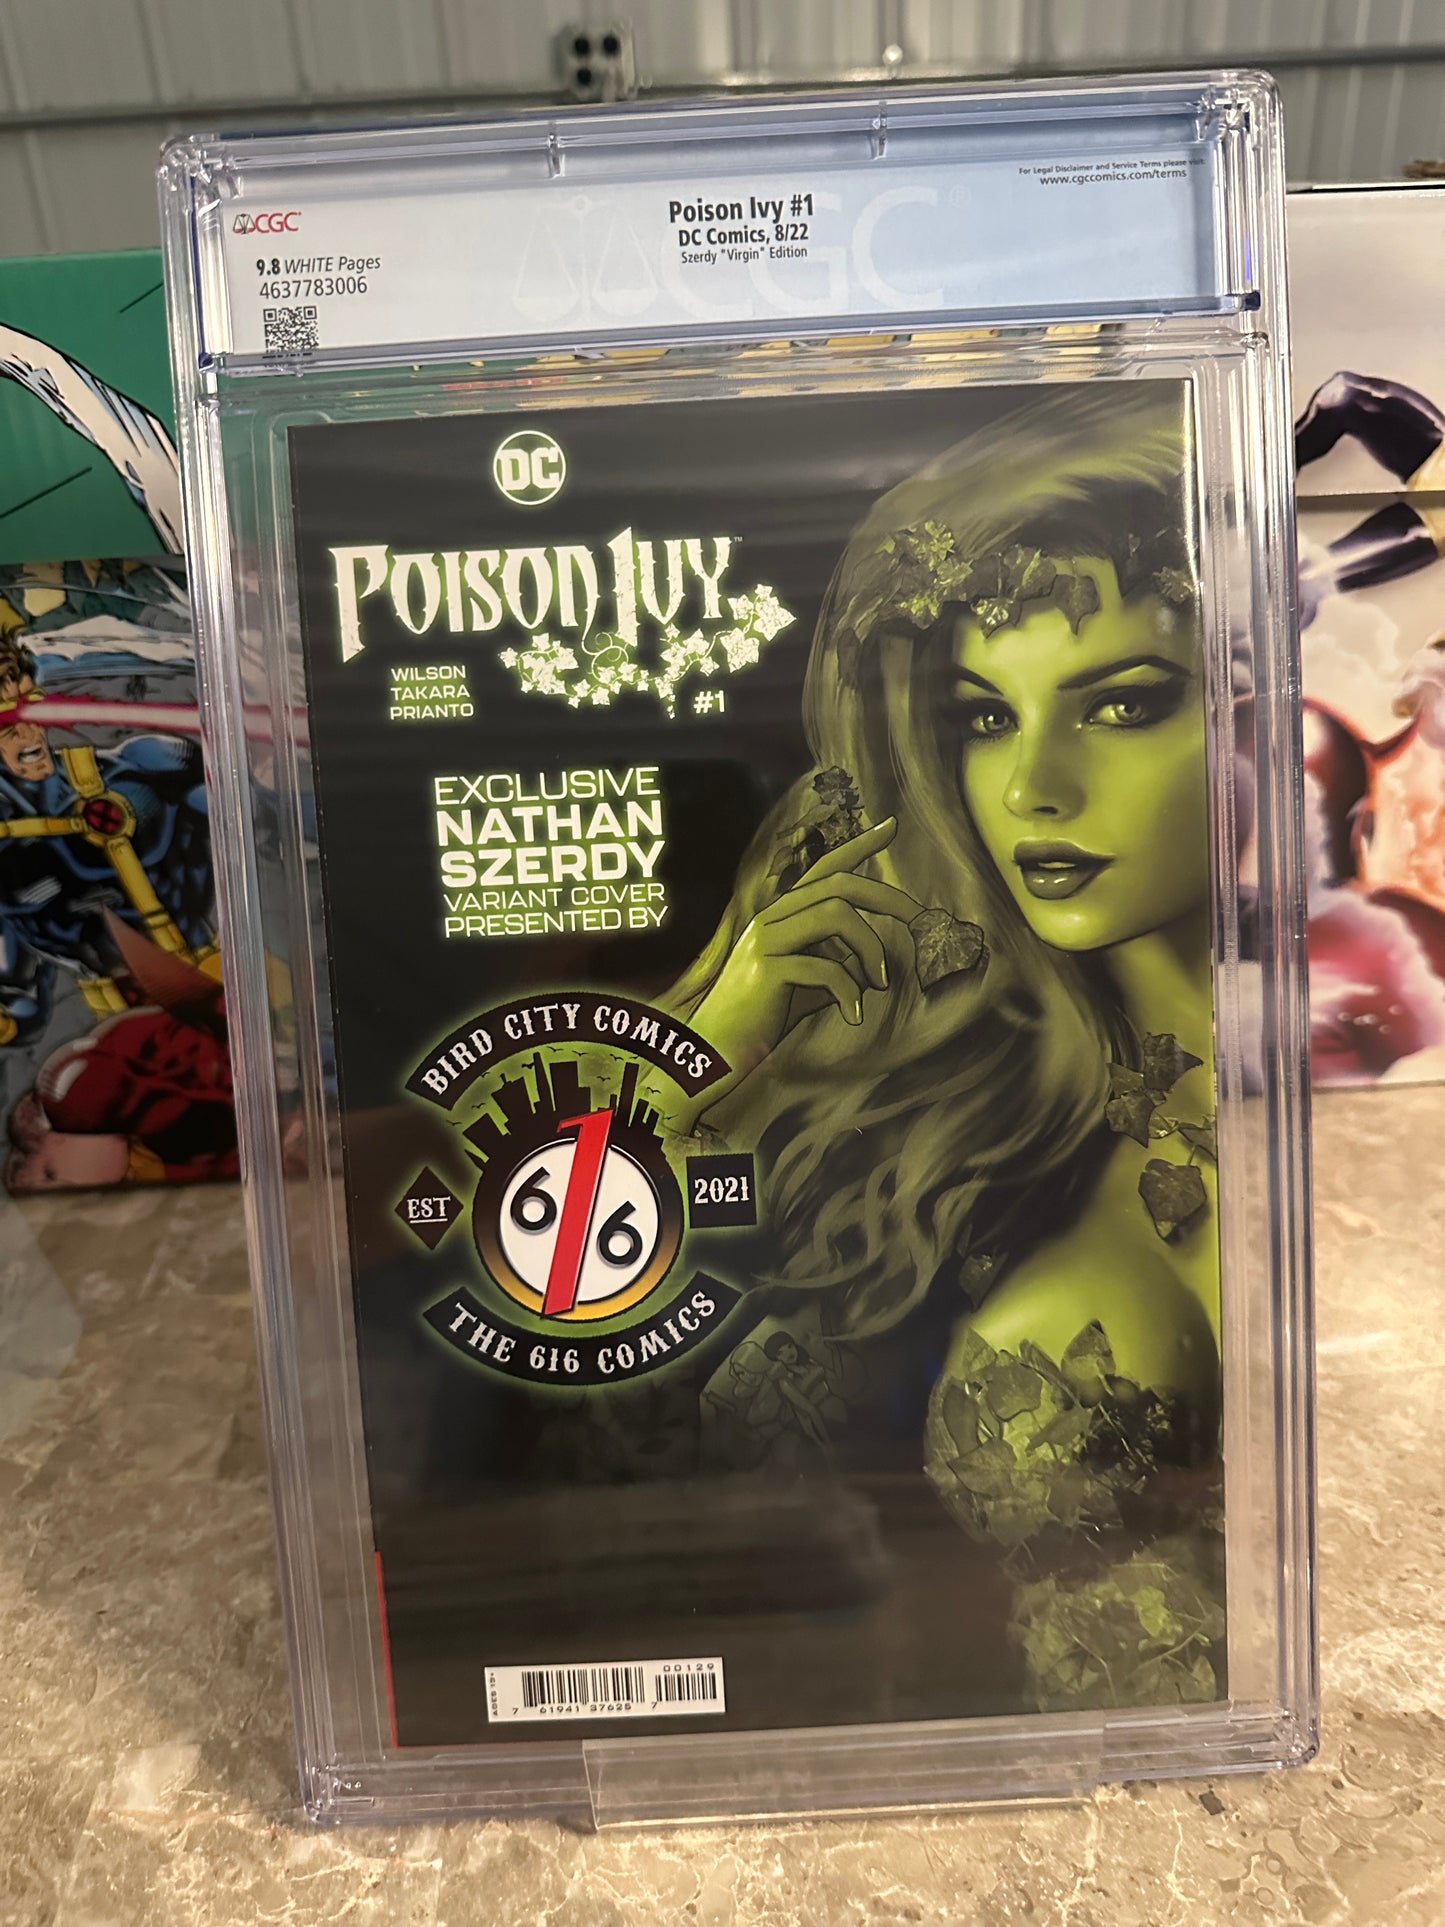 For Legal Disclaimer and Service Terms please visit:
www.cgccomics.com/terms
CGC
Poison Ivy #1
DC Comics, 8/22
Szerdy "Virgin" Edition
9.8 WHITE Pages
4637783006
CGC
DC
POISON IVY™
WILSON
TAKARA
PRIANTO
#1
EXCLUSIVE
NATHAN
SZERDY
VARIANT COVER
PRESENTED BY
BIRD CITY COMICS
616
EST
2021
THE 616 COMICS
00129
7 61941 37625 7